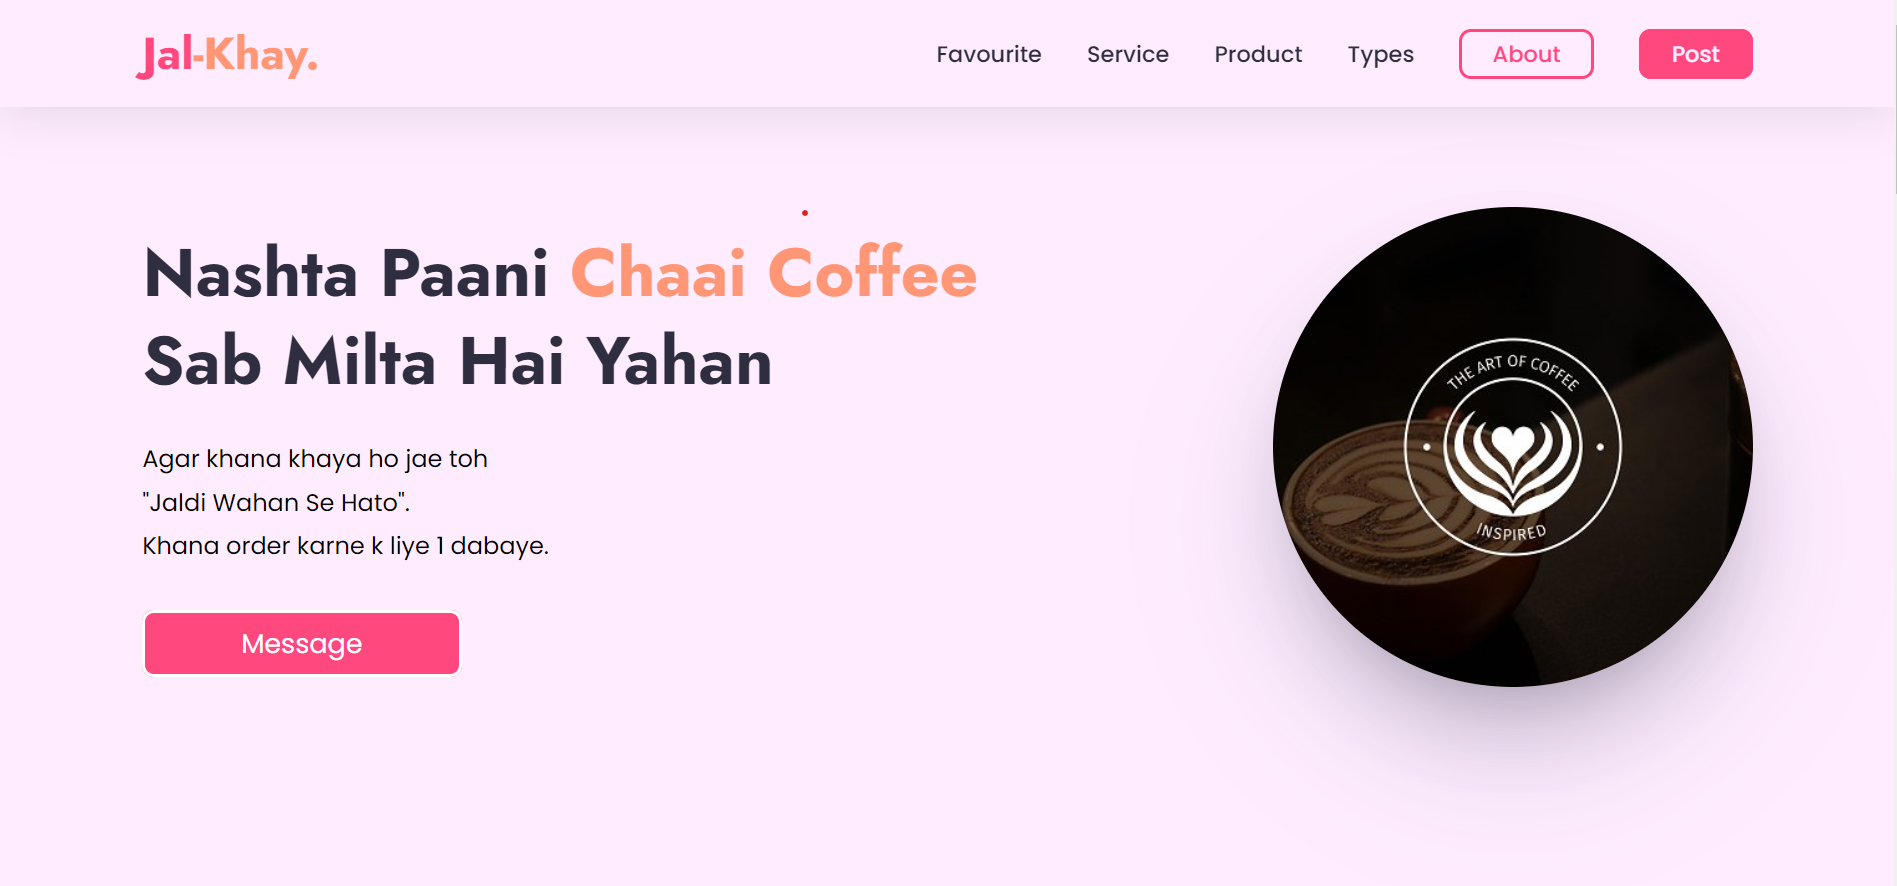 Jal-Khay.
Favourite Service Product Types About Post
Nashta Paani Chaai Coffee
Sab Milta Hai Yahan
Agar khana khaya ho jae toh
"Jaldi Wahan Se Hato".
Khana order karne k liye 1 dabaye.
Message
THE ART OF COFFEE
INSPIRED